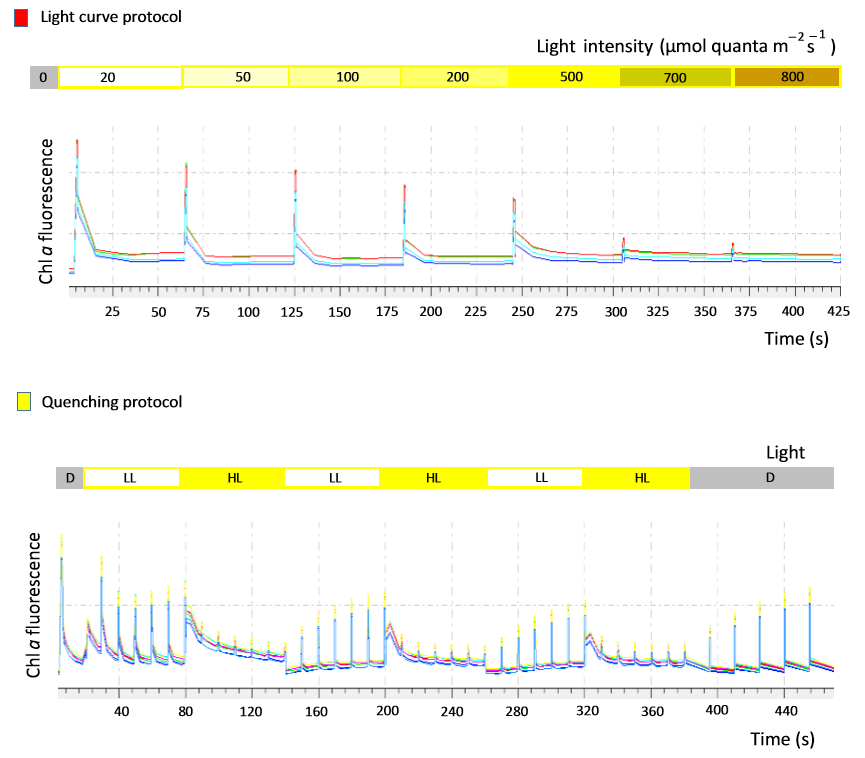 Light curve protocol
Light intensity (µmol quanta m⁻² s⁻¹ )
0 20 50 100 200 500 700 800
Chl a fluorescence
25 50 75 100 125 150 175 200 225 250 275 300 325 350 375 400 425
Time (s)
Quenching protocol
Light
D LL HL LL HL LL HL D
Chl a fluorescence
40 80 120 160 200 240 280 320 360 400 440
Time (s)